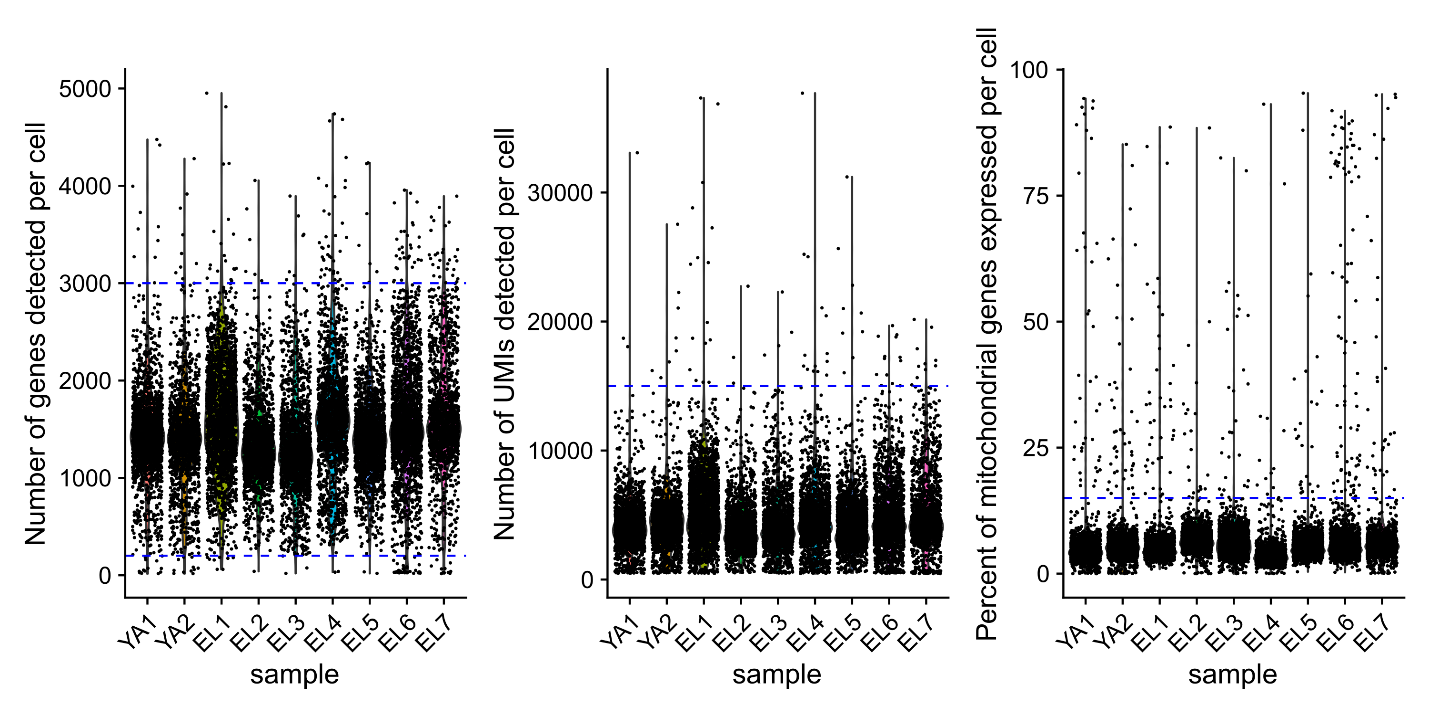 Number of genes detected per cell
5000
4000
3000
2000
1000
0
YA1 YA2 EL1 EL2 EL3 EL4 EL5 EL6 EL7
sample
Number of UMIs detected per cell
30000
20000
10000
0
YA1 YA2 EL1 EL2 EL3 EL4 EL5 EL6 EL7
sample
Percent of mitochondrial genes expressed per cell
100
75
50
25
0
YA1 YA2 EL1 EL2 EL3 EL4 EL5 EL6 EL7
sample